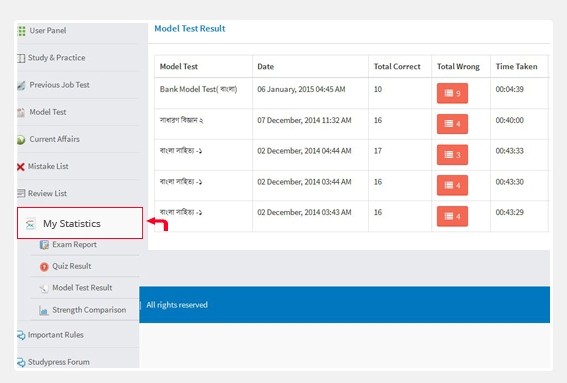 User Panel
Study & Practice
Previous Job Test
Model Test
Current Affairs
Mistake List
Review List
My Statistics
Exam Report
Quiz Result
Model Test Result
Strength Comparison
Important Rules
Studypress Forum
Model Test Result
Model Test Date Total Correct Total Wrong Time Taken
Bank Model Test( বাংলা) 06 January, 2015 04:45 AM 10 9 00:04:39
সাধারণ বিজ্ঞান ২ 07 December, 2014 11:32 AM 16 4 00:40:00
বাংলা সাহিত্য -১ 02 December, 2014 04:44 AM 17 3 00:43:33
বাংলা সাহিত্য -১ 02 December, 2014 03:44 AM 16 4 00:43:30
বাংলা সাহিত্য -১ 02 December, 2014 03:43 AM 16 4 00:43:29
All rights reserved